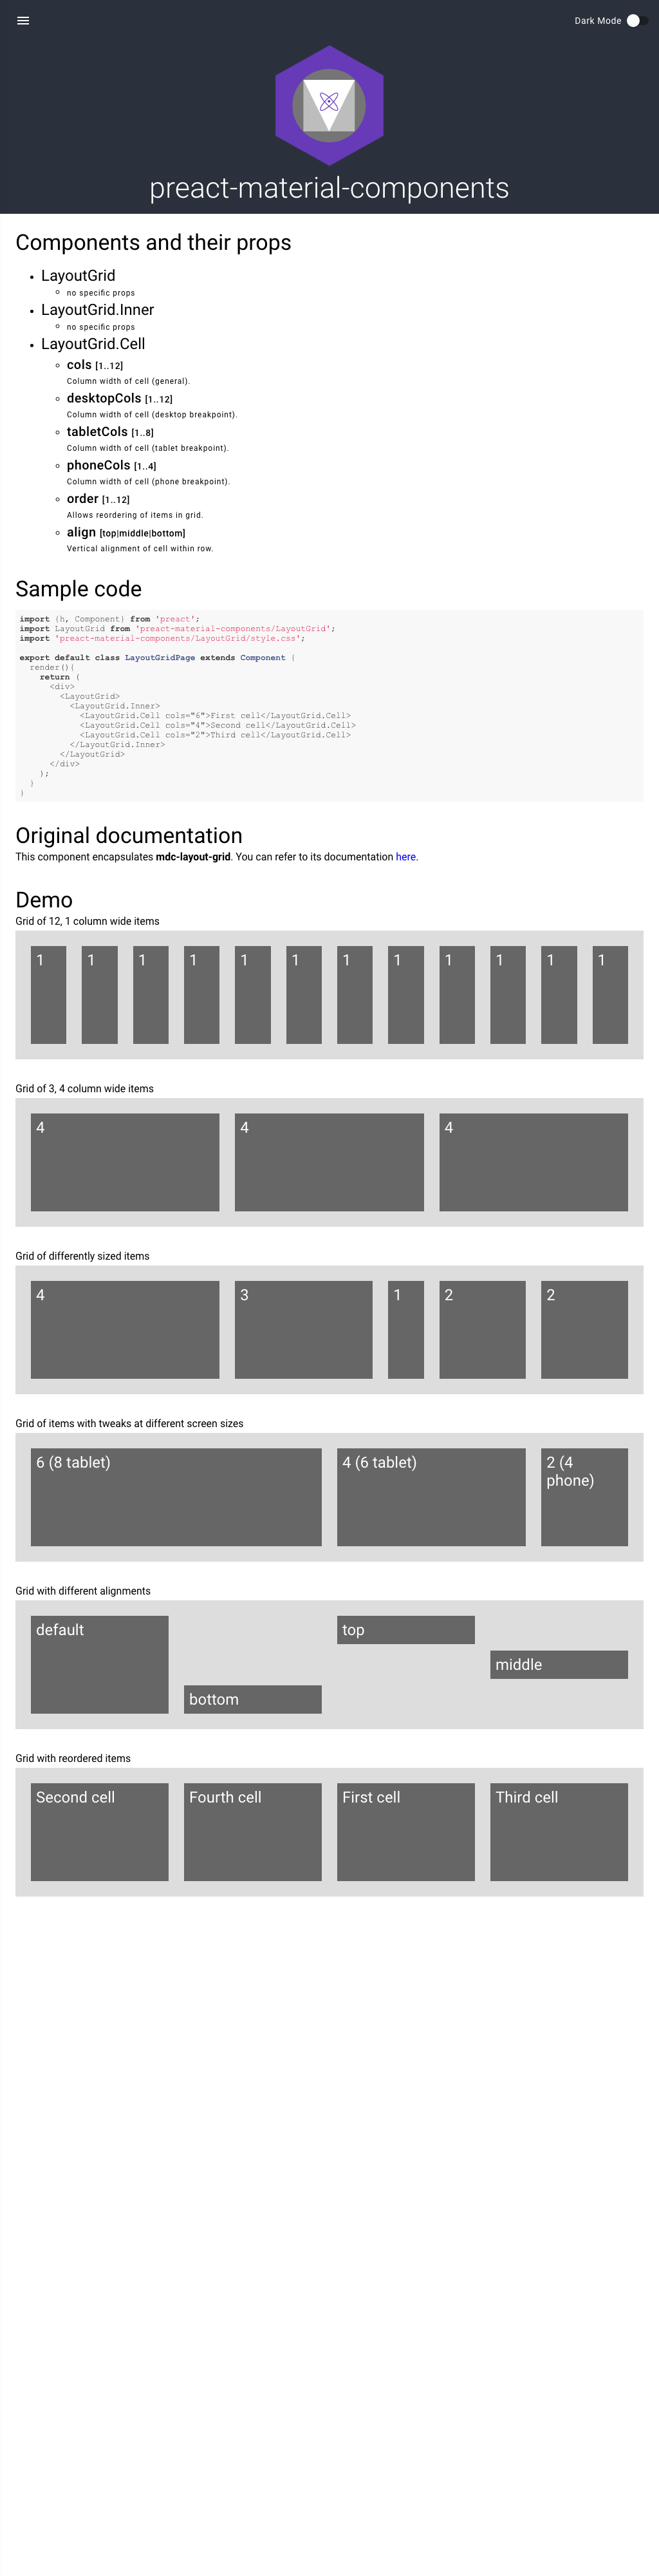 Dark Mode
preact-material-components
Components and their props
LayoutGrid
no specific props
LayoutGrid.Inner
no specific props
LayoutGrid.Cell
cols [1..12]
Column width of cell (general).
desktopCols [1..12]
Column width of cell (desktop breakpoint).
tabletCols [1..8]
Column width of cell (tablet breakpoint).
phoneCols [1..4]
Column width of cell (phone breakpoint).
order [1..12]
Allows reordering of items in grid.
align [top|middle|bottom]
Vertical alignment of cell within row.
Sample code
import {h, Component} from 'preact';
import LayoutGrid from 'preact-material-components/LayoutGrid';
import 'preact-material-components/LayoutGrid/style.css';
export default class LayoutGridPage extends Component {
render(){
return (
<div>
<LayoutGrid>
<LayoutGrid.Inner>
<LayoutGrid.Cell cols="6">First cell</LayoutGrid.Cell>
<LayoutGrid.Cell cols="4">Second cell</LayoutGrid.Cell>
<LayoutGrid.Cell cols="2">Third cell</LayoutGrid.Cell>
</LayoutGrid.Inner>
</LayoutGrid>
</div>
);
}
}
Original documentation
This component encapsulates mdc-layout-grid. You can refer to its documentation here.
Demo
Grid of 12, 1 column wide items
1 1 1 1 1 1 1 1 1 1 1 1
Grid of 3, 4 column wide items
4 4 4
Grid of differently sized items
4 3 1 2 2
Grid of items with tweaks at different screen sizes
6 (8 tablet)
4 (6 tablet)
2 (4
phone)
Grid with different alignments
default
bottom
top
middle
Grid with reordered items
Second cell
Fourth cell
First cell
Third cell